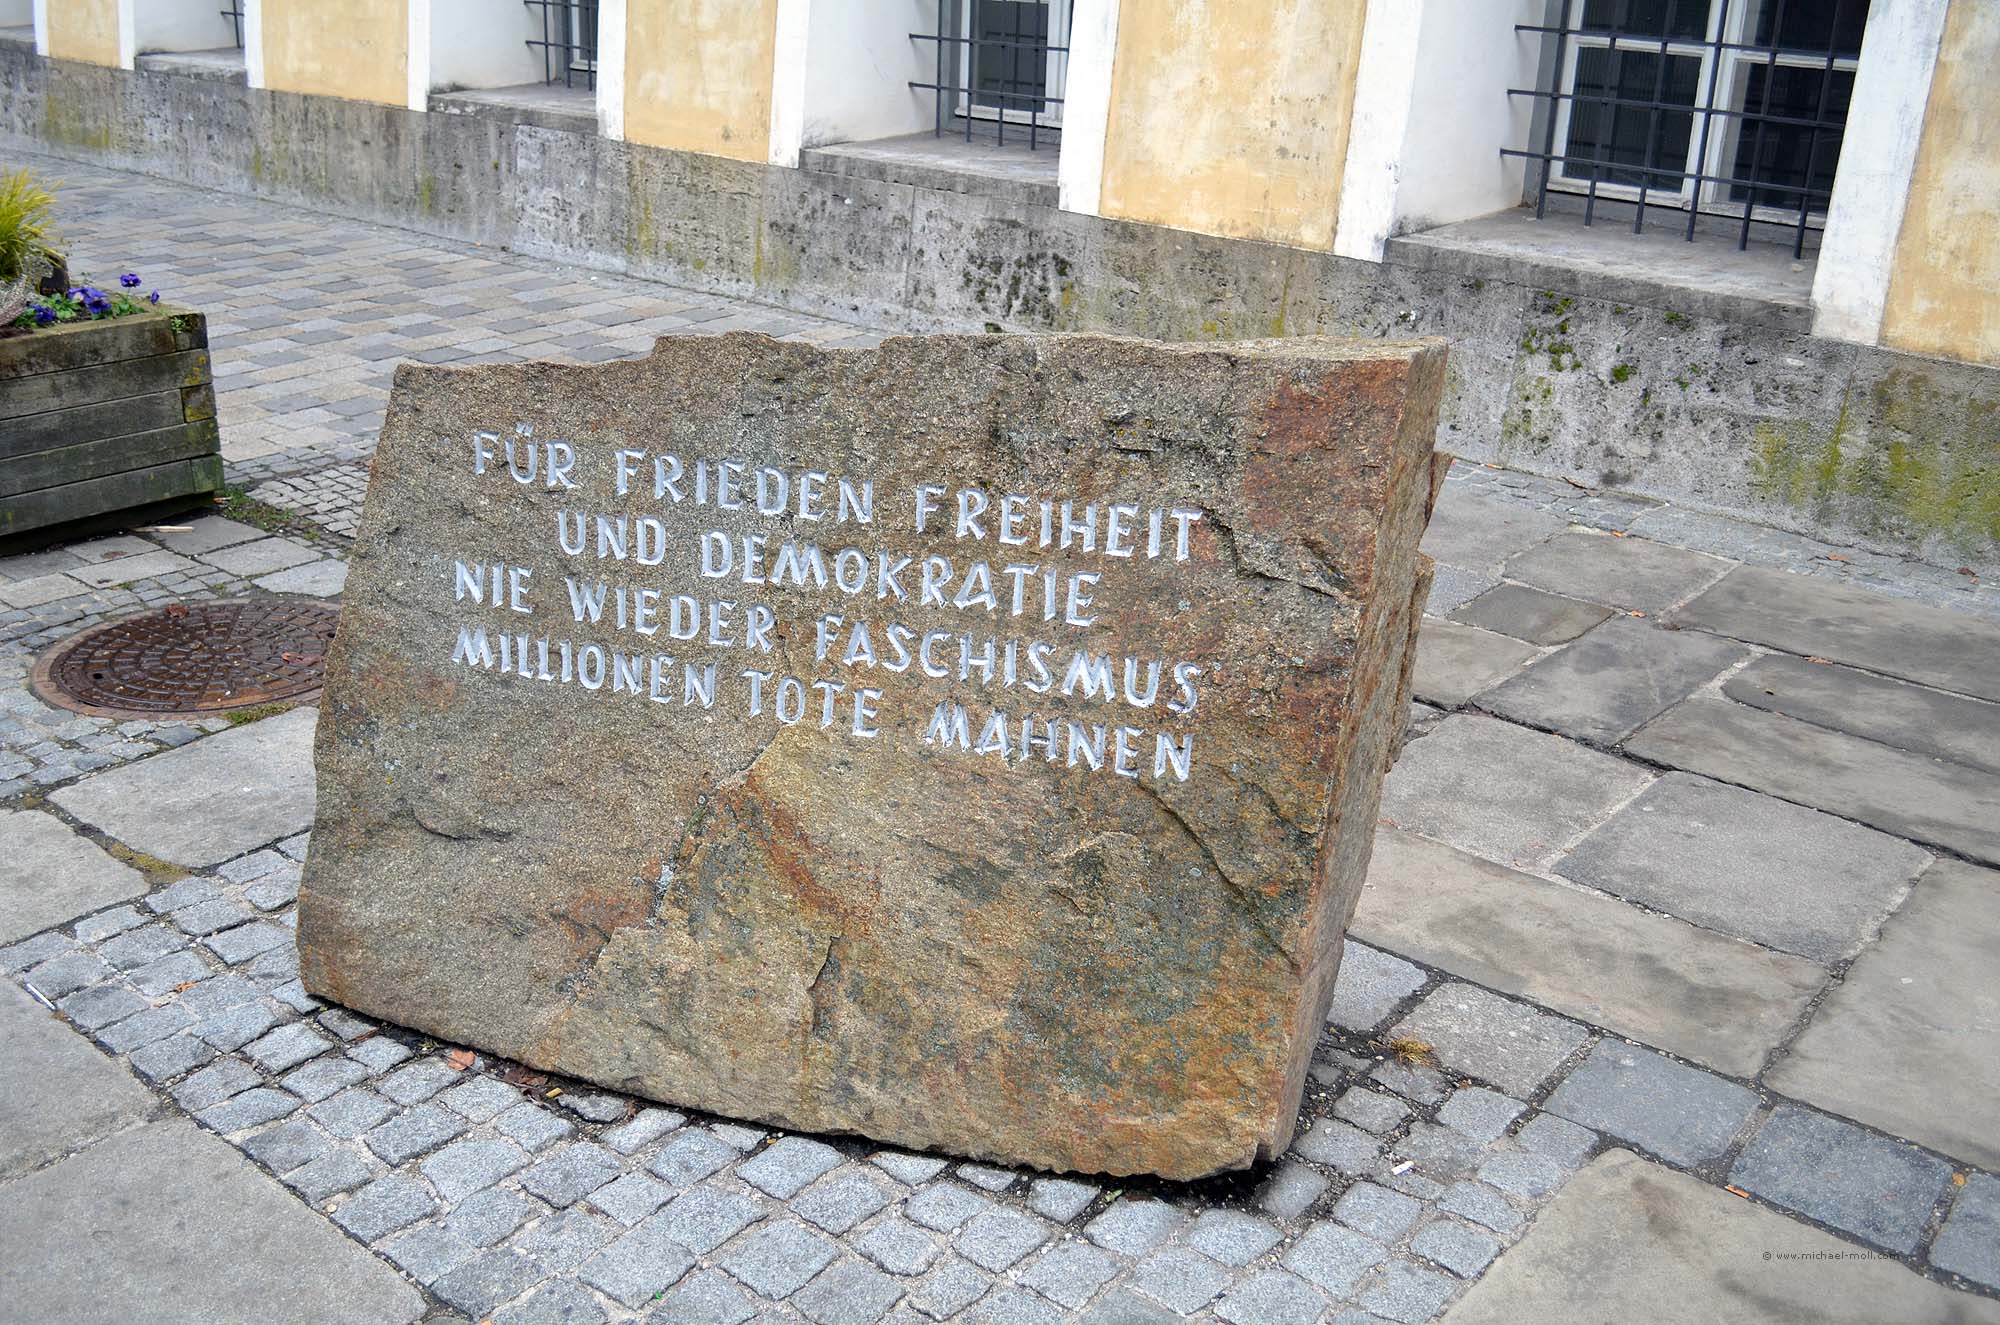 FÜR FRIEDEN FREIHEIT
UND DEMOKRATIE
NIE WIEDER FASCHISMUS
MILLIONEN TOTE MAHNEN
© www.michael-moll.com